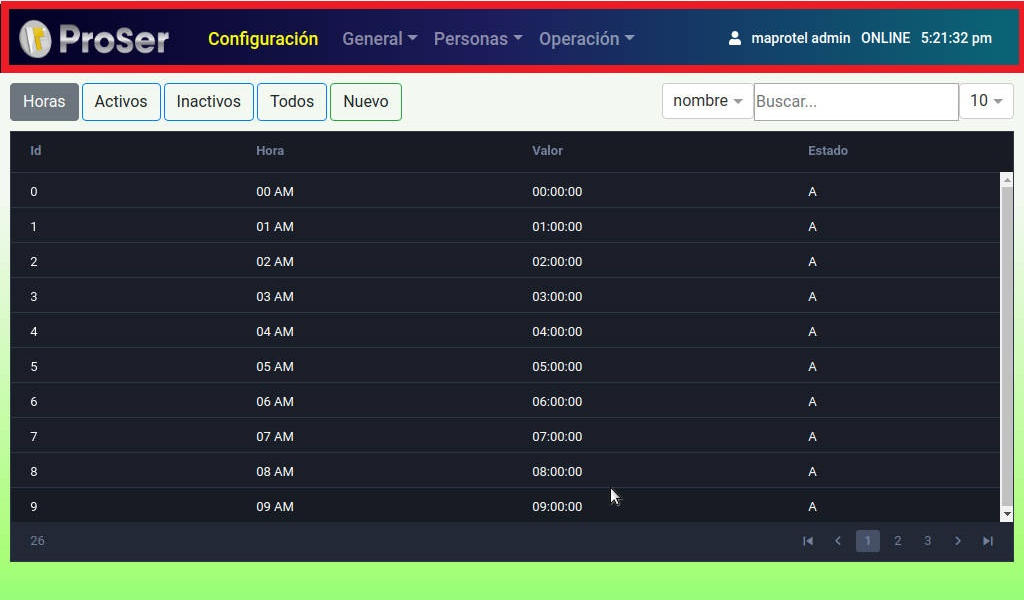 ProSer Configuración General Personas Operación maprotel admin ONLINE 5:21:32 pm
Horas Activos Inactivos Todos Nuevo nombre Buscar... 10
Id Hora Valor Estado
0 00 AM 00:00:00 A
1 01 AM 01:00:00 A
2 02 AM 02:00:00 A
3 03 AM 03:00:00 A
4 04 AM 04:00:00 A
5 05 AM 05:00:00 A
6 06 AM 06:00:00 A
7 07 AM 07:00:00 A
8 08 AM 08:00:00 A
9 09 AM 09:00:00 A
26 1 2 3